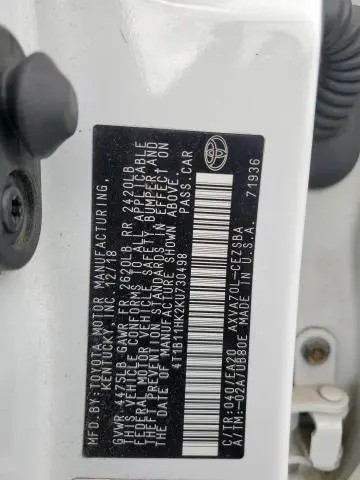 MFD.BY:TOYOTA MOTOR MANUFACTURING,
KENTUCKY, INC. 12/18
GVWR 4475LB GAWR FR 2620LB RR 2420LB
THIS VEHICLE CONFORMS TO ALL APPLICABLE
FEDERAL MOTOR VEHICLE SAFETY, BUMPER AND
THEFT PREVENTION STANDARDS IN EFFECT ON
THE DATE OF MANUFACTURE SHOWN ABOVE.
4T1B11HK2KU730498 PASS.CAR
C/TR:040/EA20 AXVA70L-CEZSBA
A/TM:-02A/UB80E MADE IN U.S.A.
71936